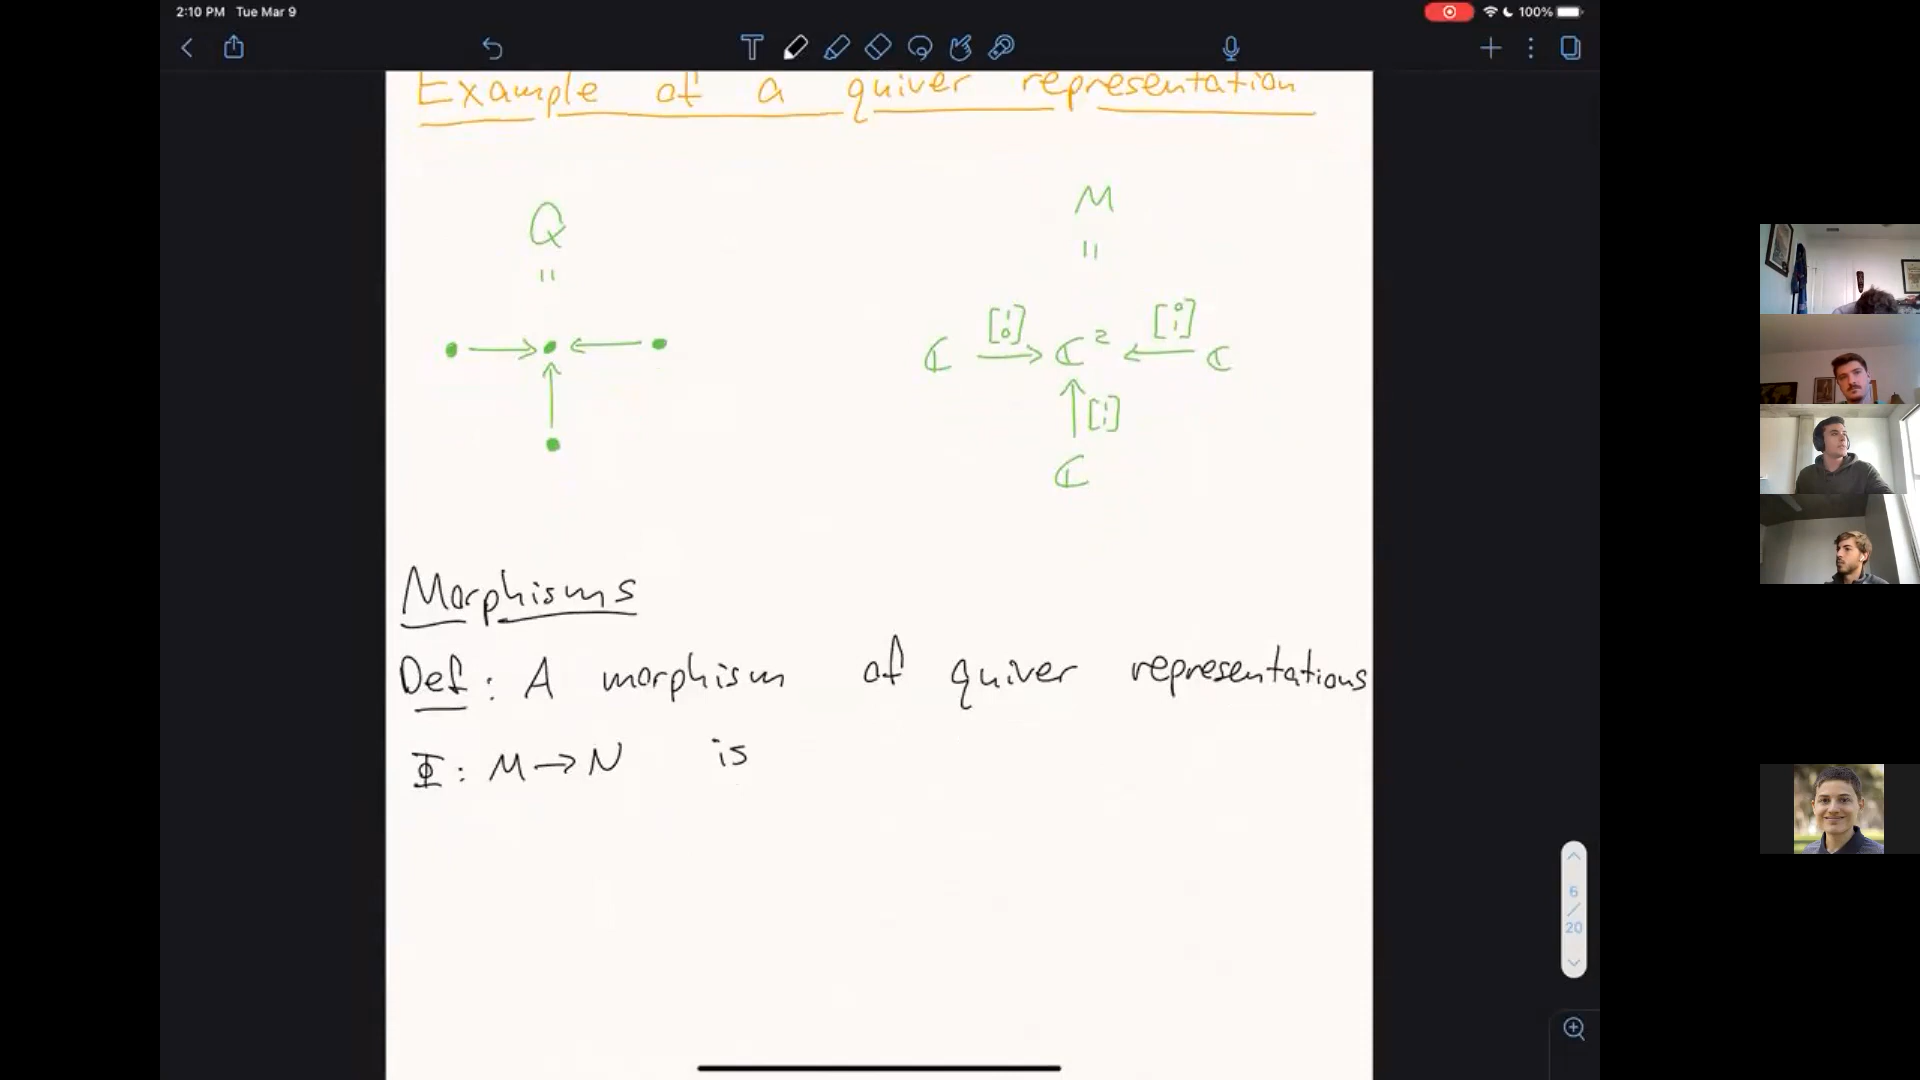 2:10 PM Tue Mar 9
100%
T
Example of a quiver representation
Q
M
=
=
ℂ [1 0] → ℂ² ← [0 1] ℂ
↑ [1 1]
ℂ
Morphisms
Def: A morphism of quiver representations
Φ: M → N is
6
/
20